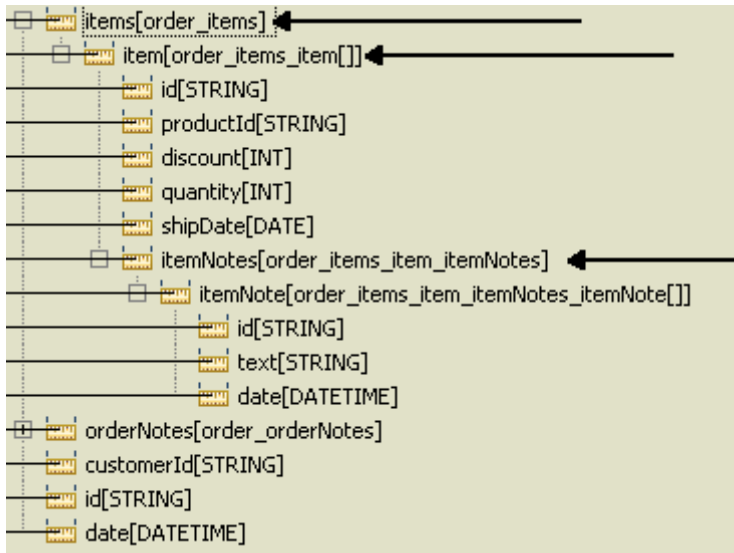 items[order_items]
item[order_items_item[]]
id[STRING]
productId[STRING]
discount[INT]
quantity[INT]
shipDate[DATE]
itemNotes[order_items_item_itemNotes]
itemNote[order_items_item_itemNotes_itemNote[]]
id[STRING]
text[STRING]
date[DATETIME]
orderNotes[order_orderNotes]
customerId[STRING]
id[STRING]
date[DATETIME]